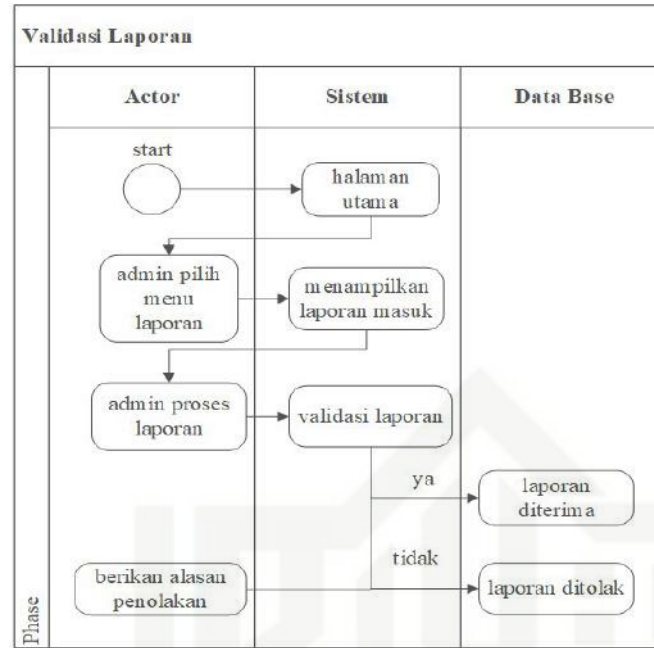 Validasi Laporan
Phase
Actor
Sistem
Data Base
start
halaman
utama
admin pilih
menu
laporan
menampilkan
laporan masuk
admin proses
laporan
validasi laporan
ya
laporan
diterima
tidak
berikan alasan
penolakan
laporan ditolak